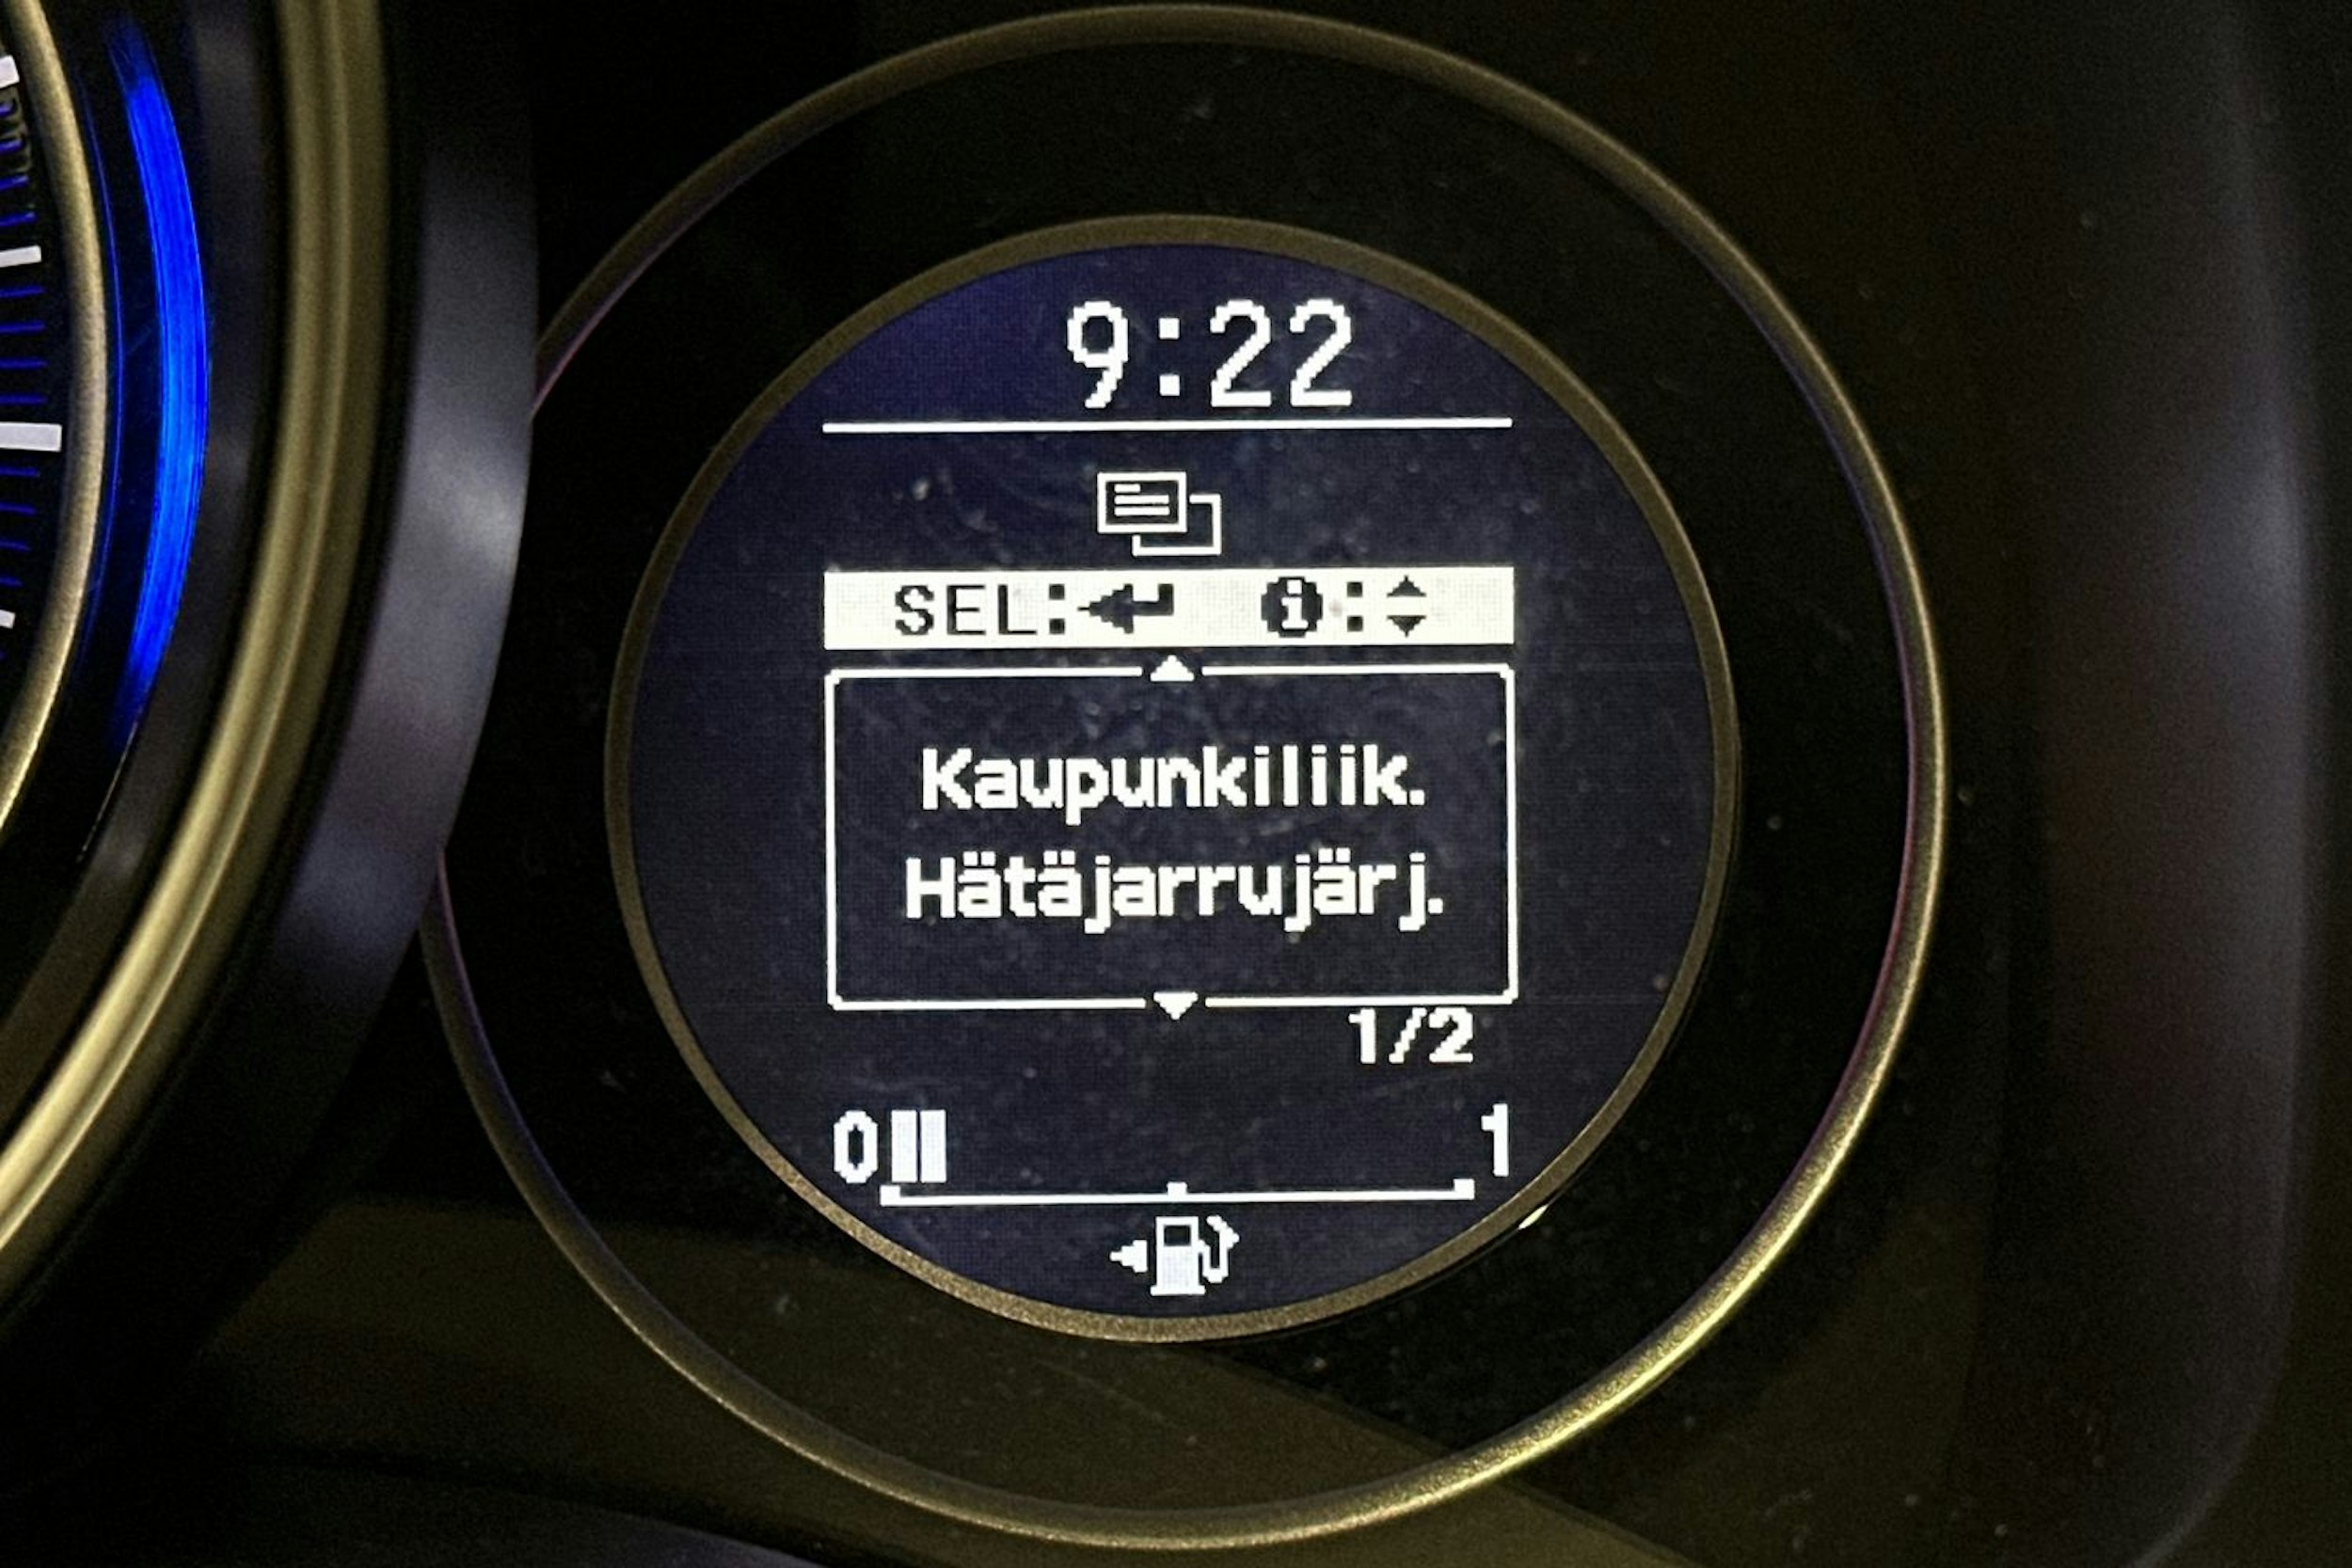 9:22
SEL: i:
Kaupunkiliik.
Hätäjarrujärj.
1/2
0 1